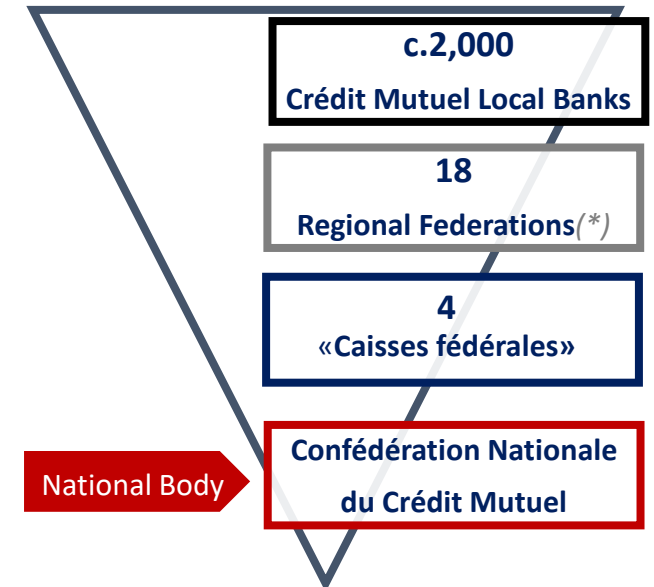 c.2,000
Crédit Mutuel Local Banks
18
Regional Federations(*)
4
«Caisses fédérales»
National Body
Confédération Nationale
du Crédit Mutuel